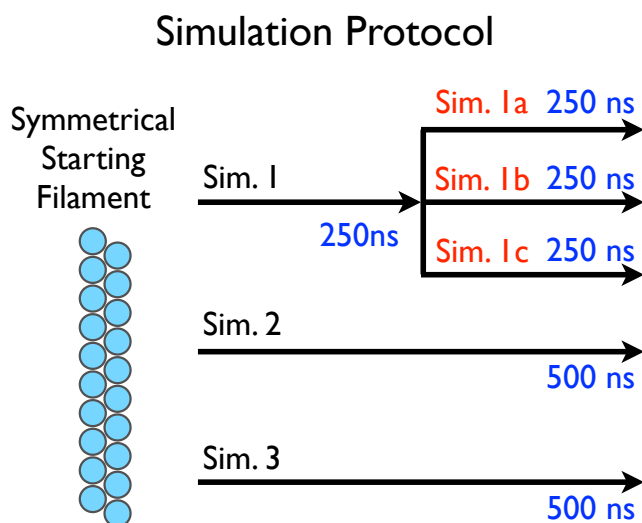 Simulation Protocol
Symmetrical
Starting
Filament
Sim. 1
250ns
Sim. 1a 250 ns
Sim. 1b 250 ns
Sim. 1c 250 ns
Sim. 2
500 ns
Sim. 3
500 ns